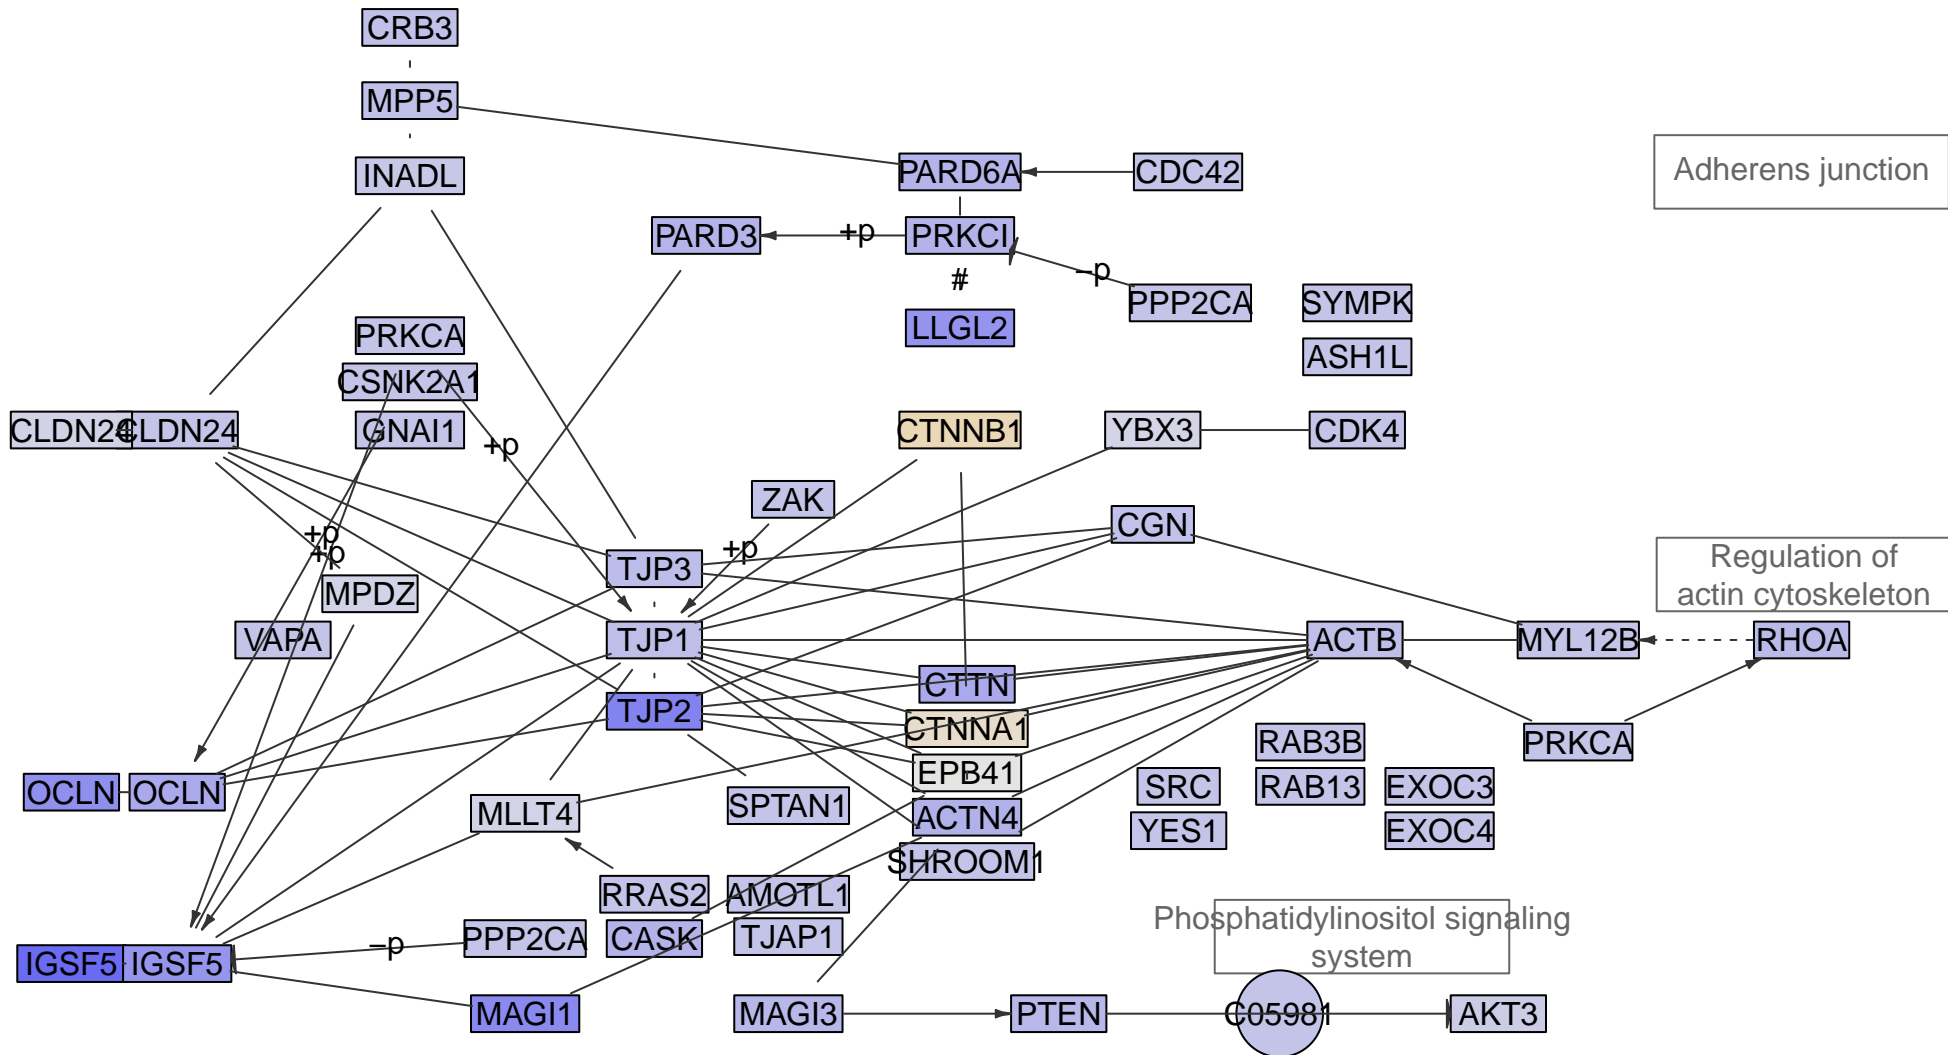 CRB3
MPP5
INADL
PARD6A
CDC42
Adherens junction
PARD3
+p
PRKCI
−p
#
PPP2CA
SYMPK
LLGL2
PRKCA
ASH1L
CSNK2A1
CLDN24
CLDN24
GNAI1
+p
CTNNB1
YBX3
CDK4
ZAK
CGN
+p
+p
+p
TJP3
Regulation of
actin cytoskeleton
MPDZ
VAPA
TJP1
ACTB
MYL12B
RHOA
CTTN
TJP2
CTNNA1
RAB3B
PRKCA
EPB41
OCLN
OCLN
SRC
RAB13
EXOC3
MLLT4
SPTAN1
ACTN4
YES1
EXOC4
SHROOM1
RRAS2
AMOTL1
PPP2CA
CASK
TJAP1
−p
Phosphatidylinositol signaling
system
IGSF5
IGSF5
MAGI1
MAGI3
PTEN
C05981
AKT3